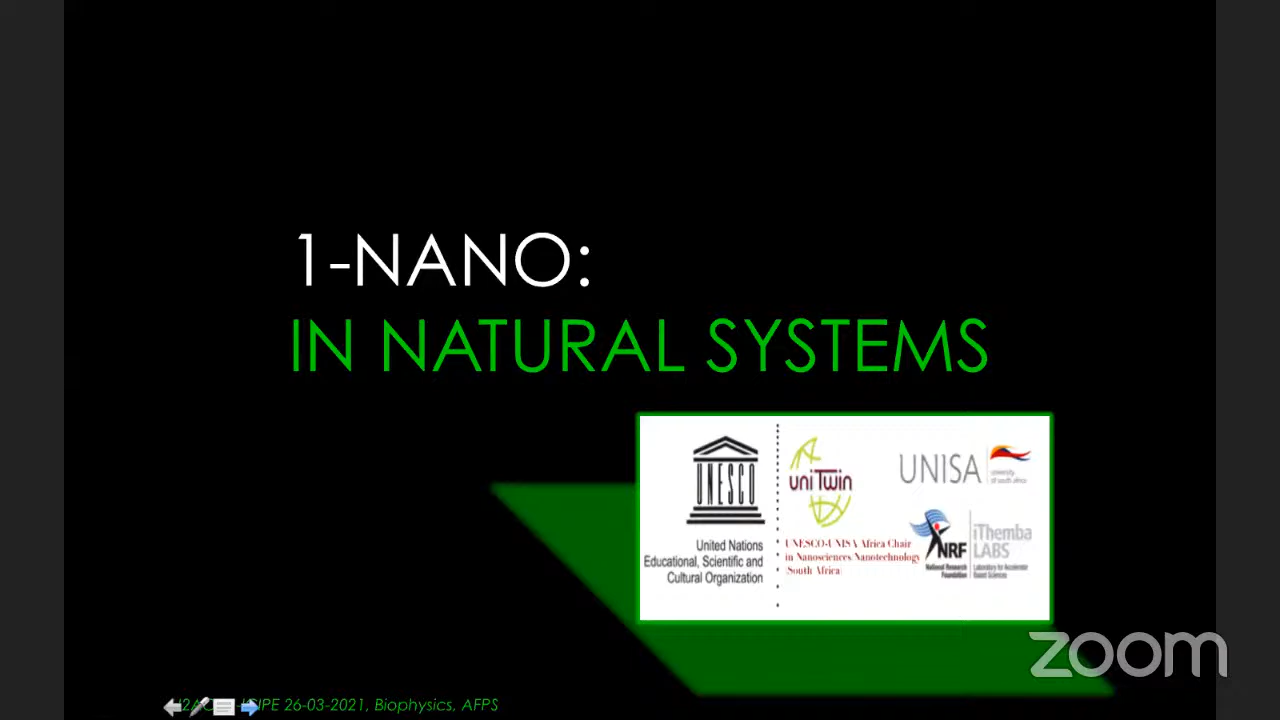 1-NANO:
IN NATURAL SYSTEMS
UNESCO
United Nations
Educational, Scientific and
Cultural Organization
uniTwin
UNESCO-UNISA Africa Chair
in Nanosciences Nanotechnology
(South Africa)
UNISA
university
of south africa
NRF
National Research
Foundation
iThemba
LABS
Laboratory for Accelerator
Based Sciences
zoom
26-03-2021, Biophysics, AFPS